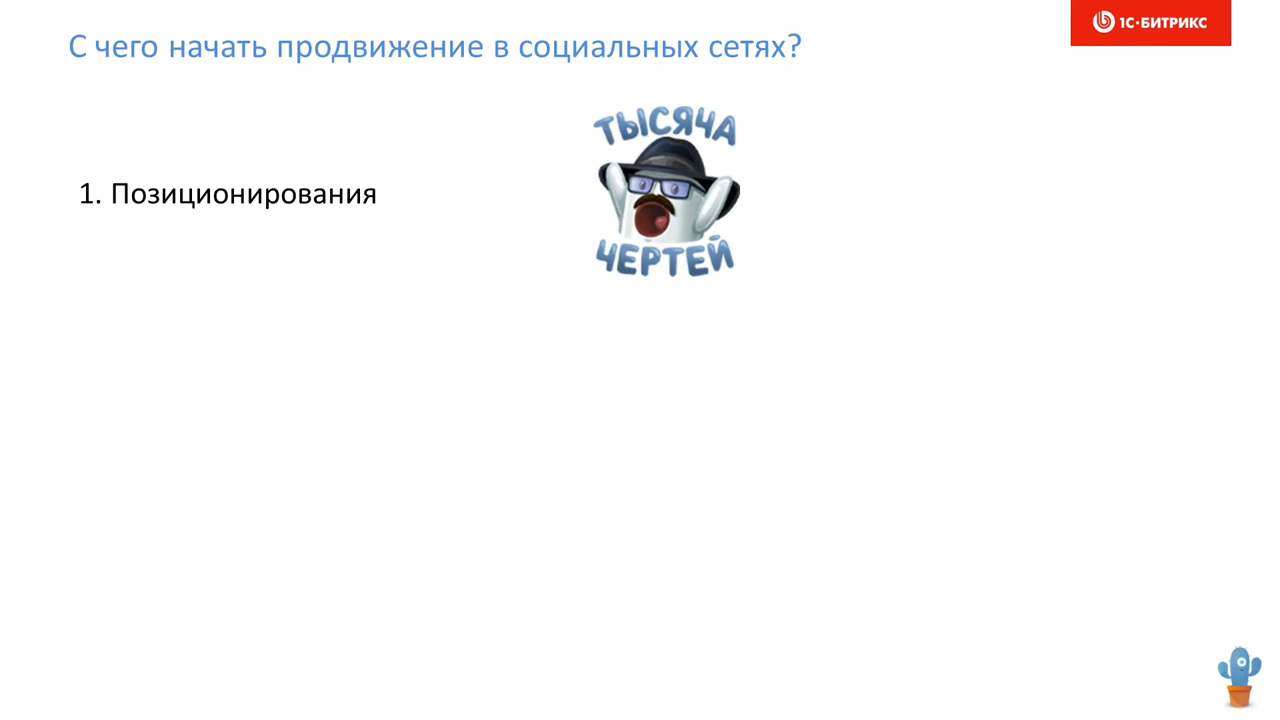 С чего начать продвижение в социальных сетях?
1С·БИТРИКС
ТЫСЯЧА
1. Позиционирования
ЧЕРТЕЙ